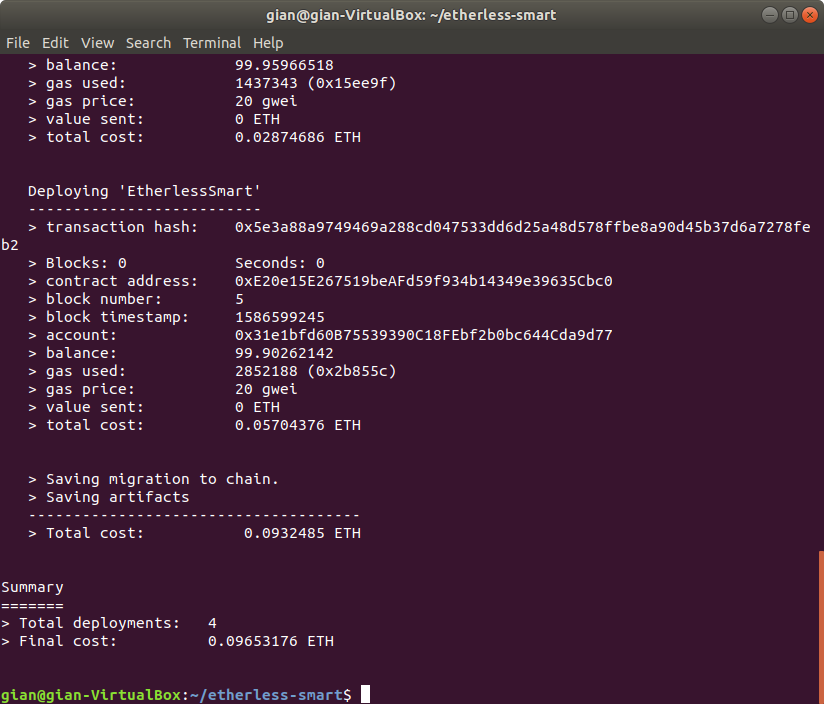 gian@gian-VirtualBox: ~/etherless-smart
File Edit View Search Terminal Help
> balance: 99.95966518
> gas used: 1437343 (0x15ee9f)
> gas price: 20 gwei
> value sent: 0 ETH
> total cost: 0.02874686 ETH
Deploying 'EtherlessSmart'
--------------------------
> transaction hash: 0x5e3a88a9749469a288cd047533dd6d25a48d578ffbe8a90d45b37d6a7278fe
b2
> Blocks: 0 Seconds: 0
> contract address: 0xE20e15E267519beAFd59f934b14349e39635Cbc0
> block number: 5
> block timestamp: 1586599245
> account: 0x31e1bfd60B75539390C18FEbf2b0bc644Cda9d77
> balance: 99.90262142
> gas used: 2852188 (0x2b855c)
> gas price: 20 gwei
> value sent: 0 ETH
> total cost: 0.05704376 ETH
> Saving migration to chain.
> Saving artifacts
-------------------------------------
> Total cost: 0.0932485 ETH
Summary
=======
> Total deployments: 4
> Final cost: 0.09653176 ETH
gian@gian-VirtualBox:~/etherless-smart$